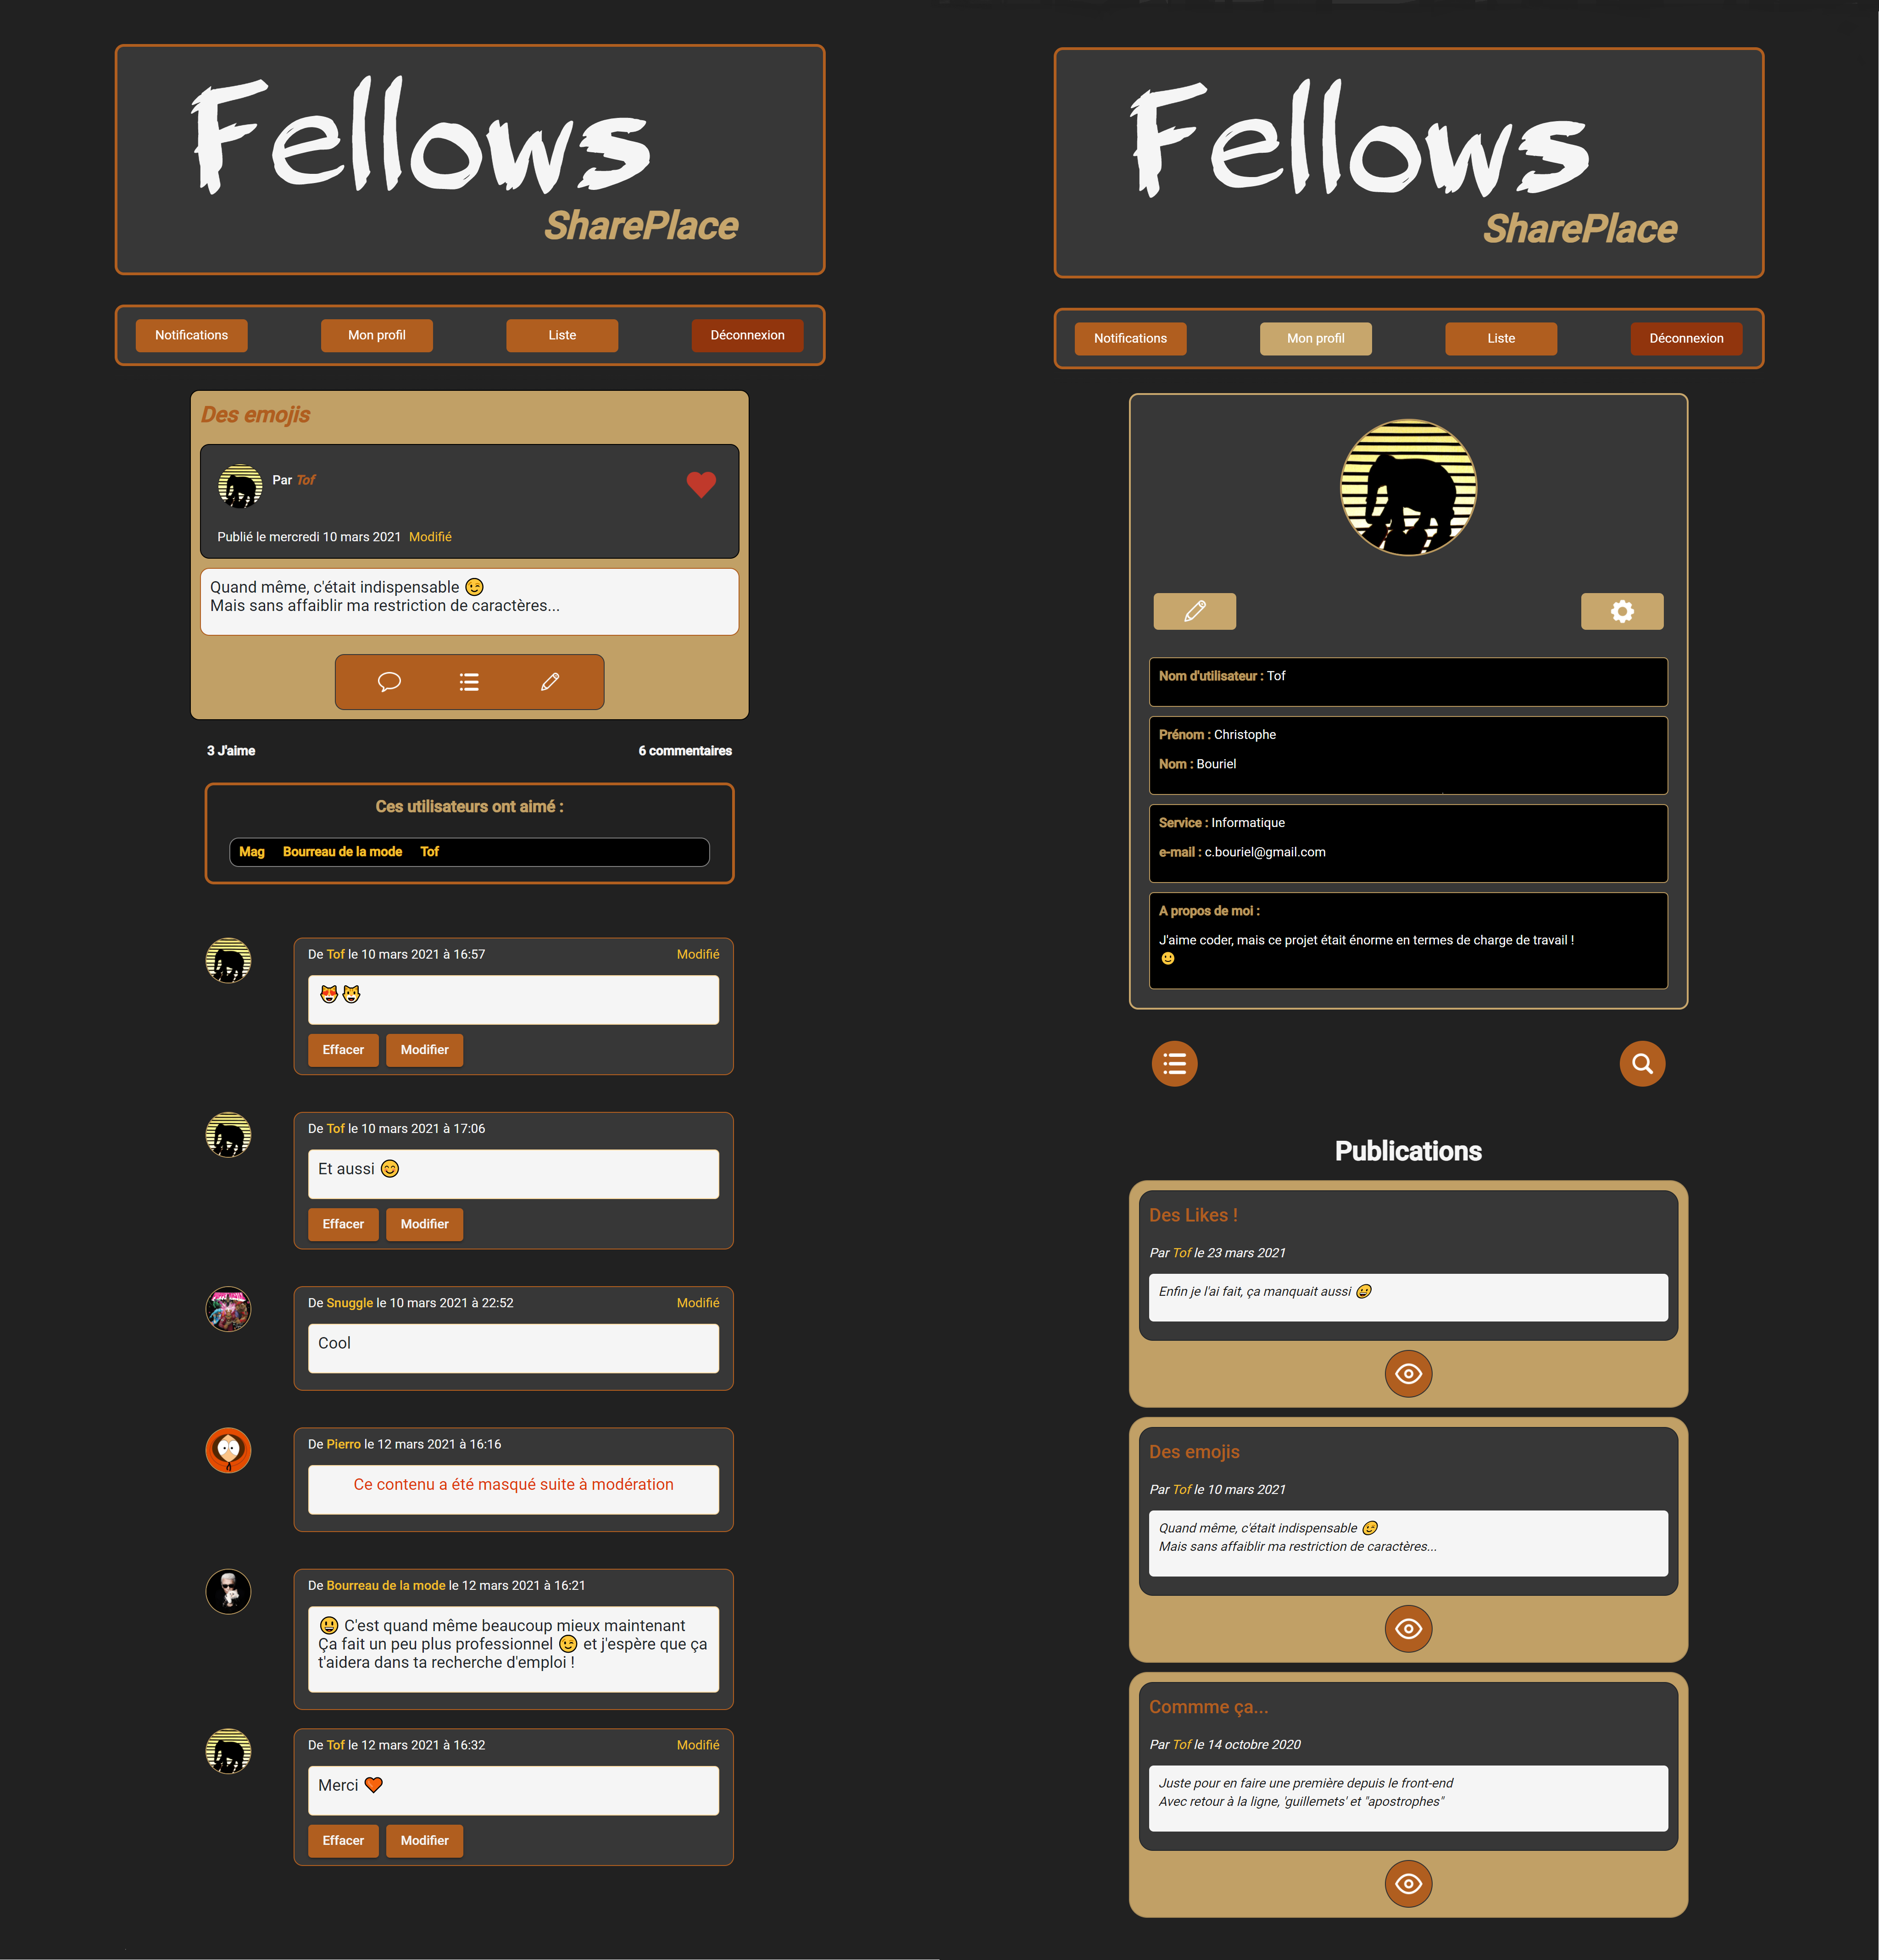 Fellows
SharePlace
Notifications
Mon profil
Liste
Déconnexion
Des emojis
Par Tof
Publié le mercredi 10 mars 2021 Modifié
Quand même, c'était indispensable 😉
Mais sans affaiblir ma restriction de caractères...
3 J'aime
6 commentaires
Ces utilisateurs ont aimé :
Mag Bourreau de la mode Tof
De Tof le 10 mars 2021 à 16:57 Modifié
😻🐱
Effacer
Modifier
De Tof le 10 mars 2021 à 17:06
Et aussi 😊
Effacer
Modifier
De Snuggle le 10 mars 2021 à 22:52 Modifié
Cool
De Pierro le 12 mars 2021 à 16:16
Ce contenu a été masqué suite à modération
De Bourreau de la mode le 12 mars 2021 à 16:21
😃 C'est quand même beaucoup mieux maintenant
Ça fait un peu plus professionnel 😉 et j'espère que ça
t'aidera dans ta recherche d'emploi !
De Tof le 12 mars 2021 à 16:32 Modifié
Merci 🧡
Effacer
Modifier
Fellows
SharePlace
Notifications
Mon profil
Liste
Déconnexion
Nom d'utilisateur : Tof
Prénom : Christophe
Nom : Bouriel
Service : Informatique
e-mail : c.bouriel@gmail.com
A propos de moi :
J'aime coder, mais ce projet était énorme en termes de charge de travail !
🙂
Publications
Des Likes !
Par Tof le 23 mars 2021
Enfin je l'ai fait, ça manquait aussi 😀
Des emojis
Par Tof le 10 mars 2021
Quand même, c'était indispensable 😉
Mais sans affaiblir ma restriction de caractères...
Commme ça...
Par Tof le 14 octobre 2020
Juste pour en faire une première depuis le front-end
Avec retour à la ligne, 'guillemets' et "apostrophes"